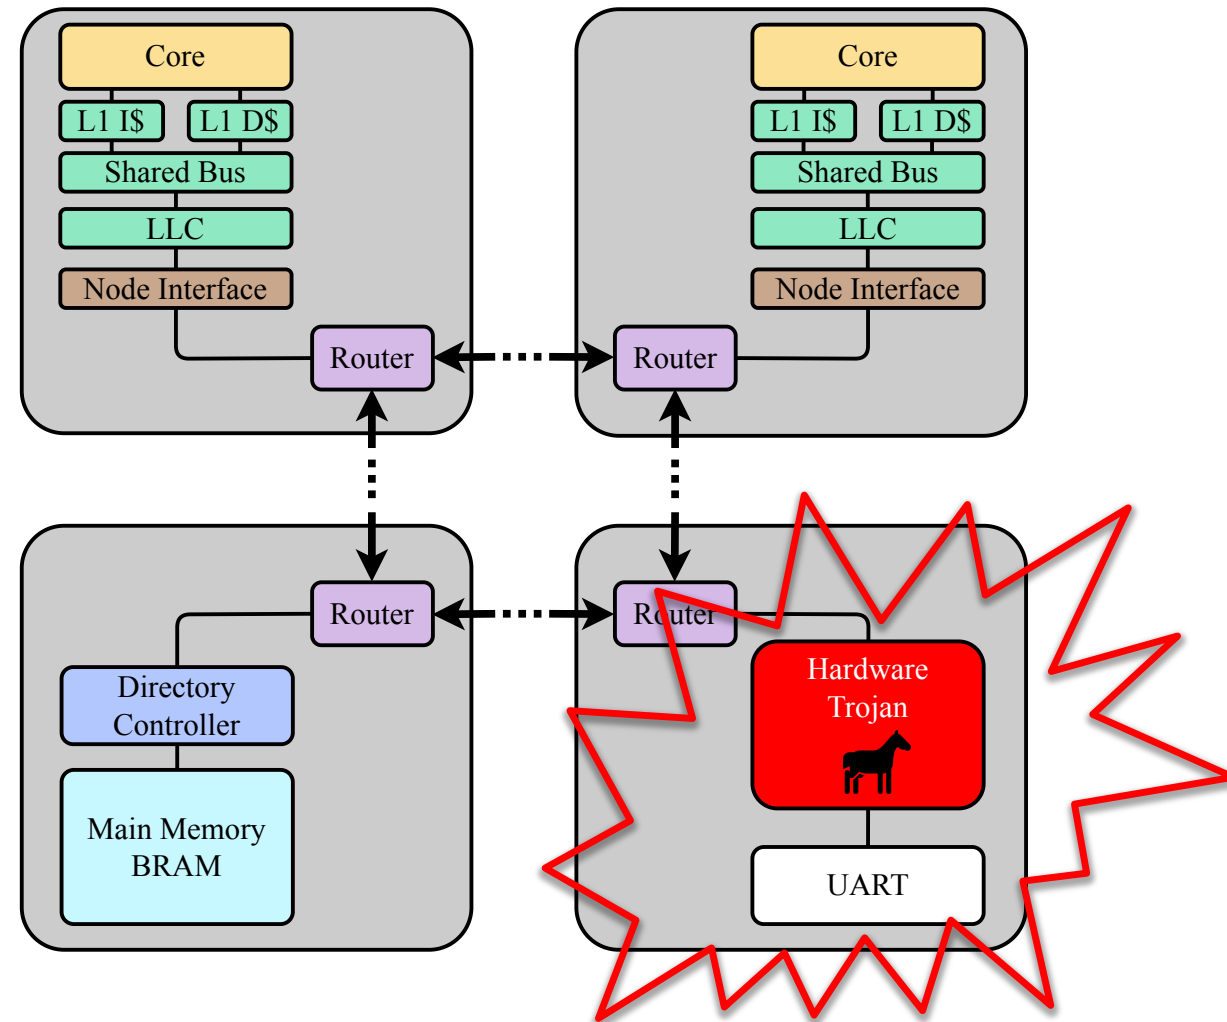 Core
L1 I$
L1 D$
Shared Bus
LLC
Node Interface
Router
Core
L1 I$
L1 D$
Shared Bus
LLC
Node Interface
Router
Router
Directory
Controller
Main Memory
BRAM
Router
Hardware
Trojan
UART